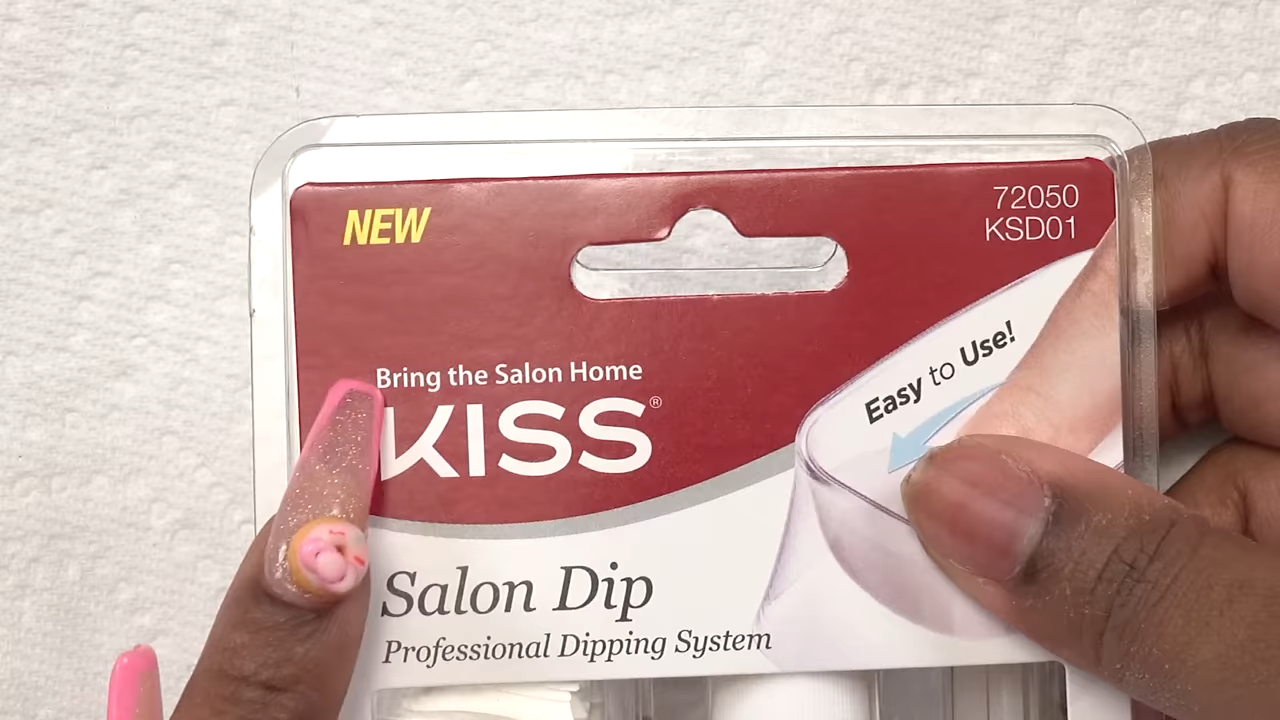 NEW
72050
KSD01
Easy to Use!
Bring the Salon Home
KISS®
Salon Dip
Professional Dipping System